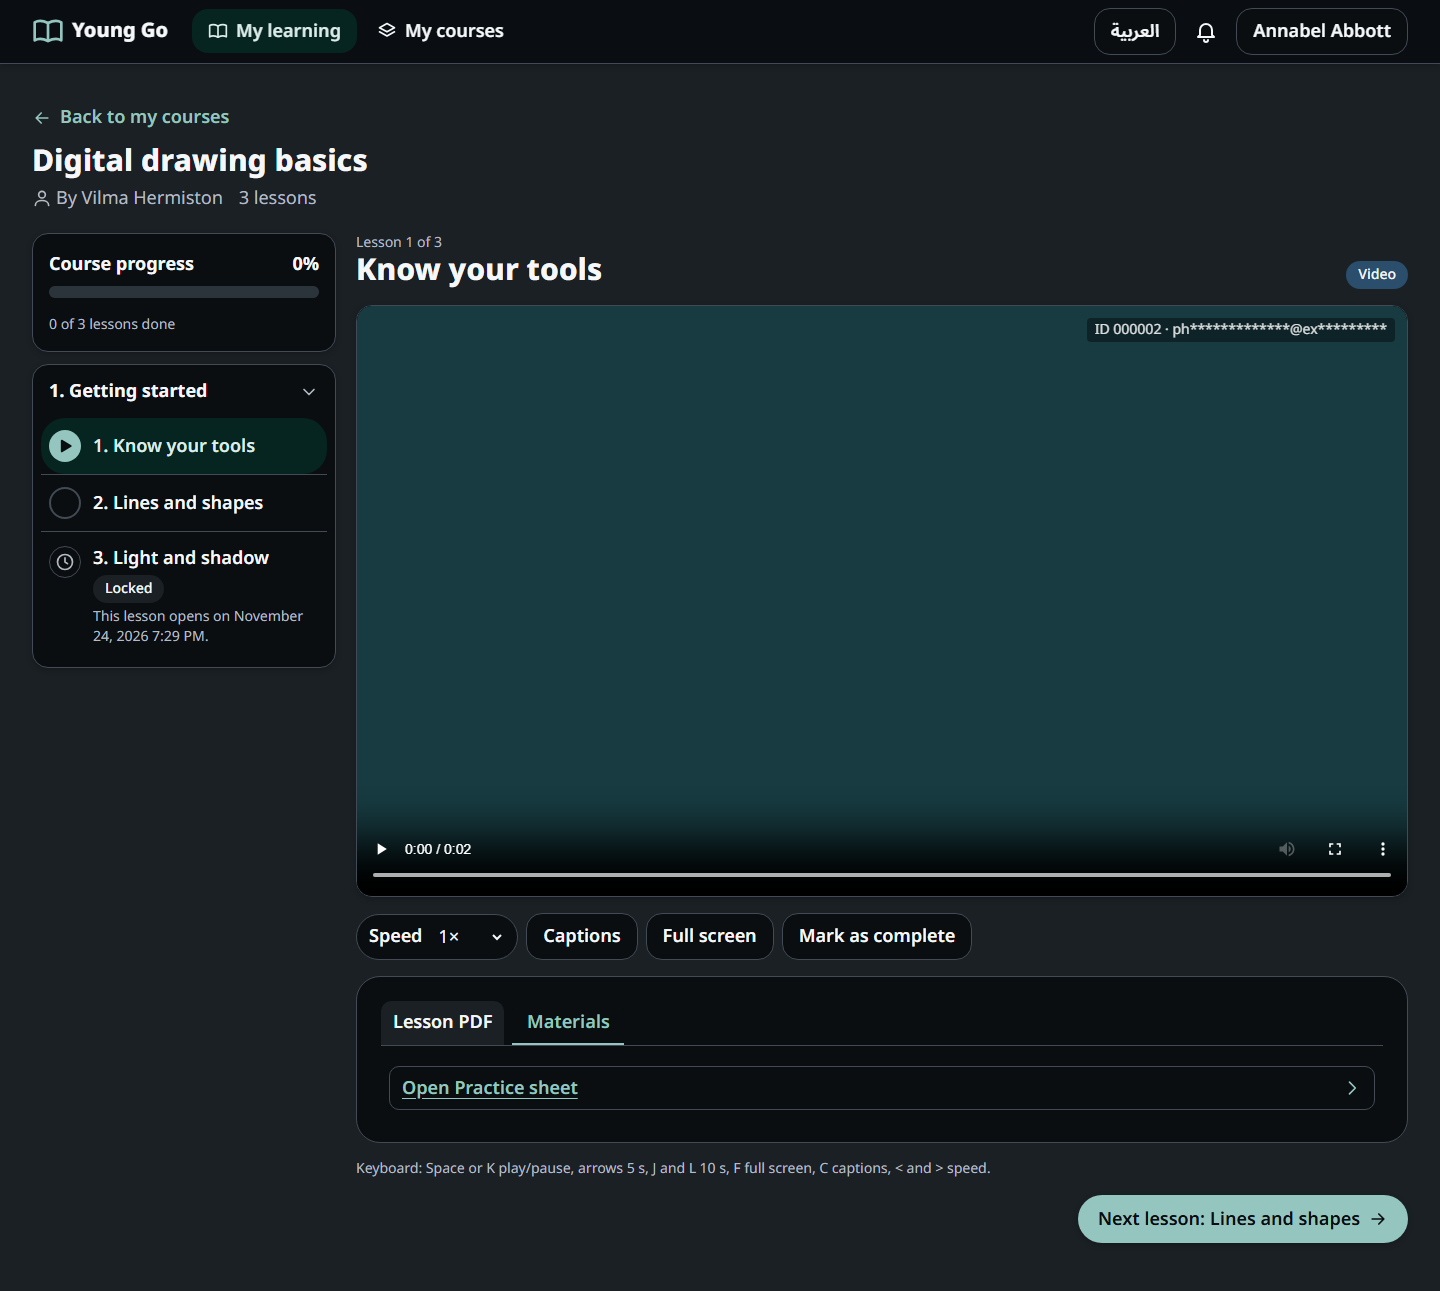 Young Go
My learning
My courses
العربية
Annabel Abbott
Back to my courses
Digital drawing basics
By Vilma Hermiston
3 lessons
Course progress
0%
0 of 3 lessons done
1. Getting started
1. Know your tools
2. Lines and shapes
3. Light and shadow
Locked
This lesson opens on November
24, 2026 7:29 PM.
Lesson 1 of 3
Know your tools
Video
ID 000002 · ph*************@ex*********
0:00 / 0:02
Speed 1×
Captions
Full screen
Mark as complete
Lesson PDF
Materials
Open Practice sheet
Keyboard: Space or K play/pause, arrows 5 s, J and L 10 s, F full screen, C captions, < and > speed.
Next lesson: Lines and shapes